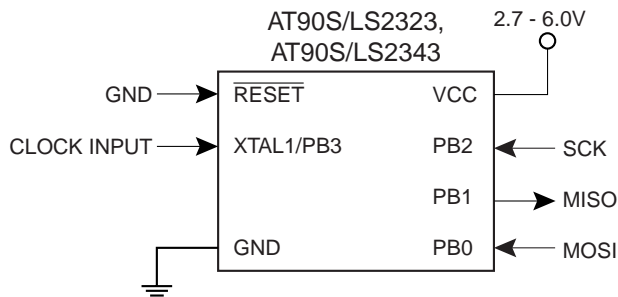 AT90S/LS2323,
AT90S/LS2343
2.7 - 6.0V
GND
RESET
VCC
CLOCK INPUT
XTAL1/PB3
PB2
SCK
PB1
MISO
GND
PB0
MOSI